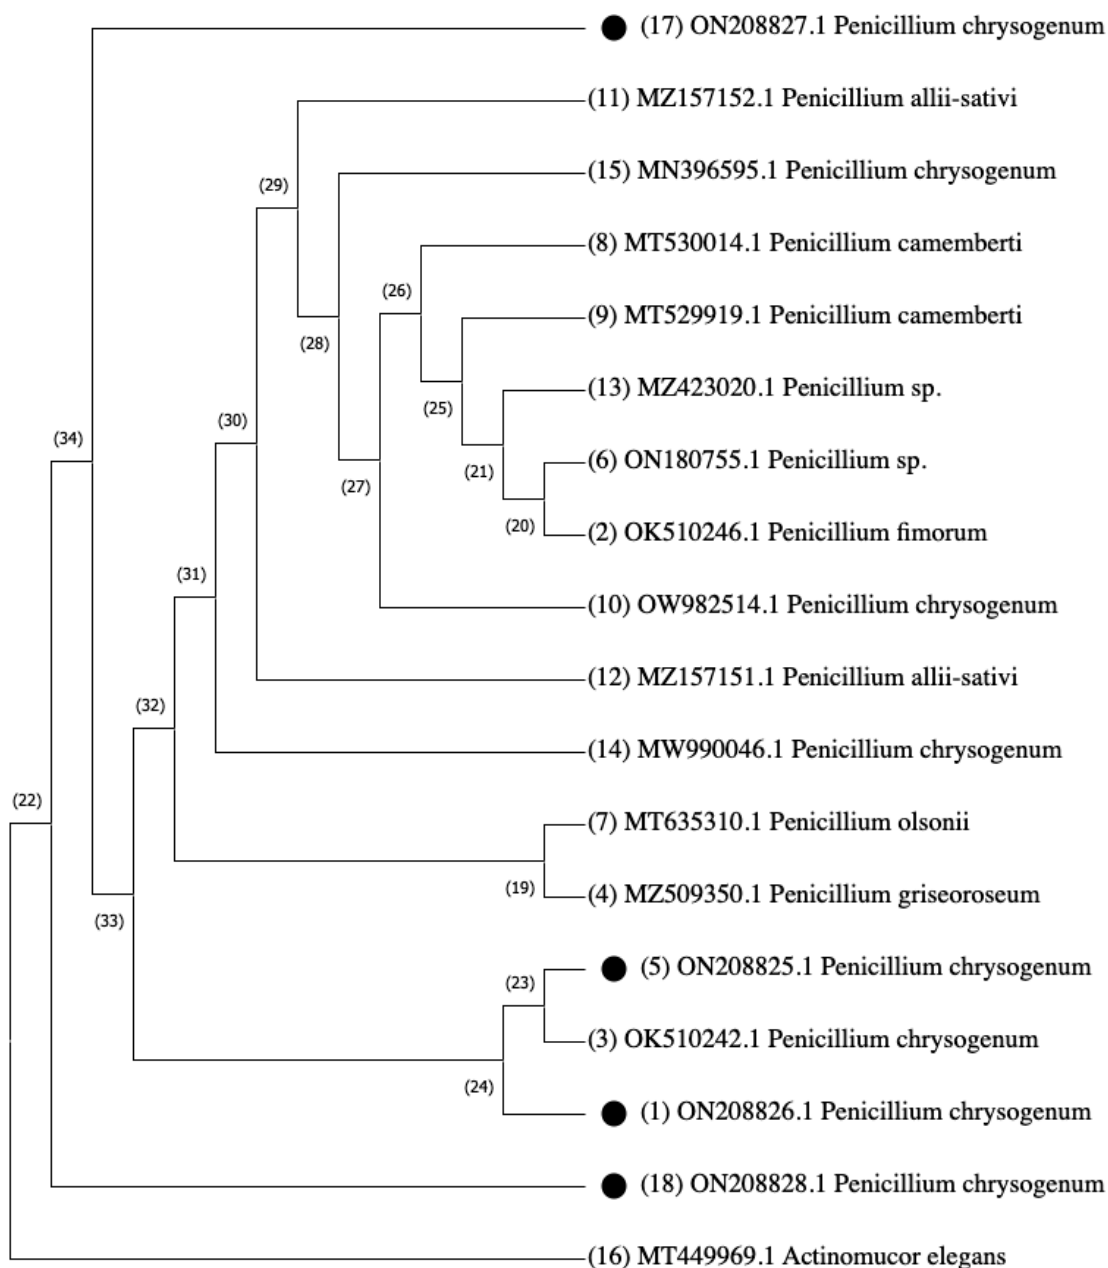 (17) ON208827.1 Penicillium chrysogenum
(11) MZ157152.1 Penicillium allii-sativi
(15) MN396595.1 Penicillium chrysogenum
(29)
(8) MT530014.1 Penicillium camemberti
(26)
(9) MT529919.1 Penicillium camemberti
(28)
(13) MZ423020.1 Penicillium sp.
(25)
(30)
(34)
(6) ON180755.1 Penicillium sp.
(21)
(27)
(20)
(2) OK510246.1 Penicillium fimorum
(31)
(10) OW982514.1 Penicillium chrysogenum
(12) MZ157151.1 Penicillium allii-sativi
(32)
(14) MW990046.1 Penicillium chrysogenum
(22)
(7) MT635310.1 Penicillium olsonii
(19)
(4) MZ509350.1 Penicillium griseoroseum
(33)
(5) ON208825.1 Penicillium chrysogenum
(23)
(3) OK510242.1 Penicillium chrysogenum
(24)
(1) ON208826.1 Penicillium chrysogenum
(18) ON208828.1 Penicillium chrysogenum
(16) MT449969.1 Actinomucor elegans